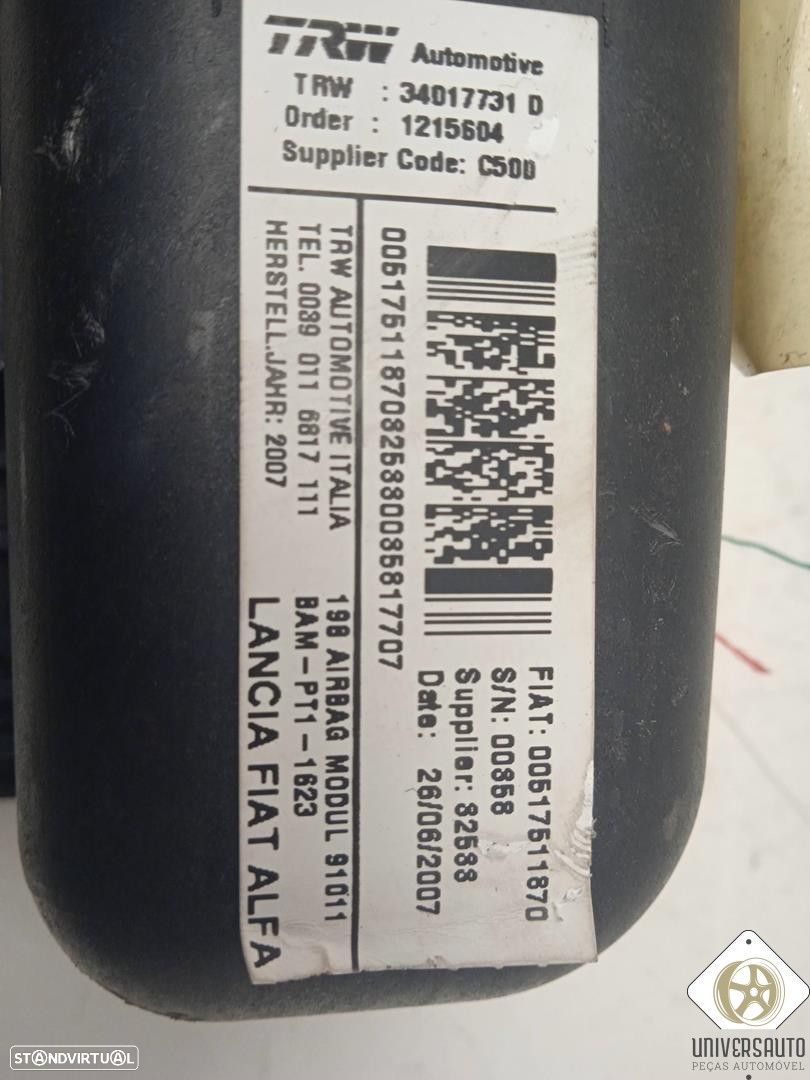 TRW Automotive
TRW : 34017731 D
Order : 1215604
Supplier Code: C500
FIAT: 00517511870
S/N: 00858
Supplier: 82588
Date: 26/06/2007
00517511870825880085817707
TRW AUTOMOTIVE ITALIA
TEL. 0039 011 6817 111
HERSTELL.JAHR: 2007
198 AIRBAG MODUL 91011
BAM-PT1-1623
LANCIA FIAT ALFA
STANDVIRTUAL
UNIVERSAUTO
PEÇAS AUTOMÓVEL